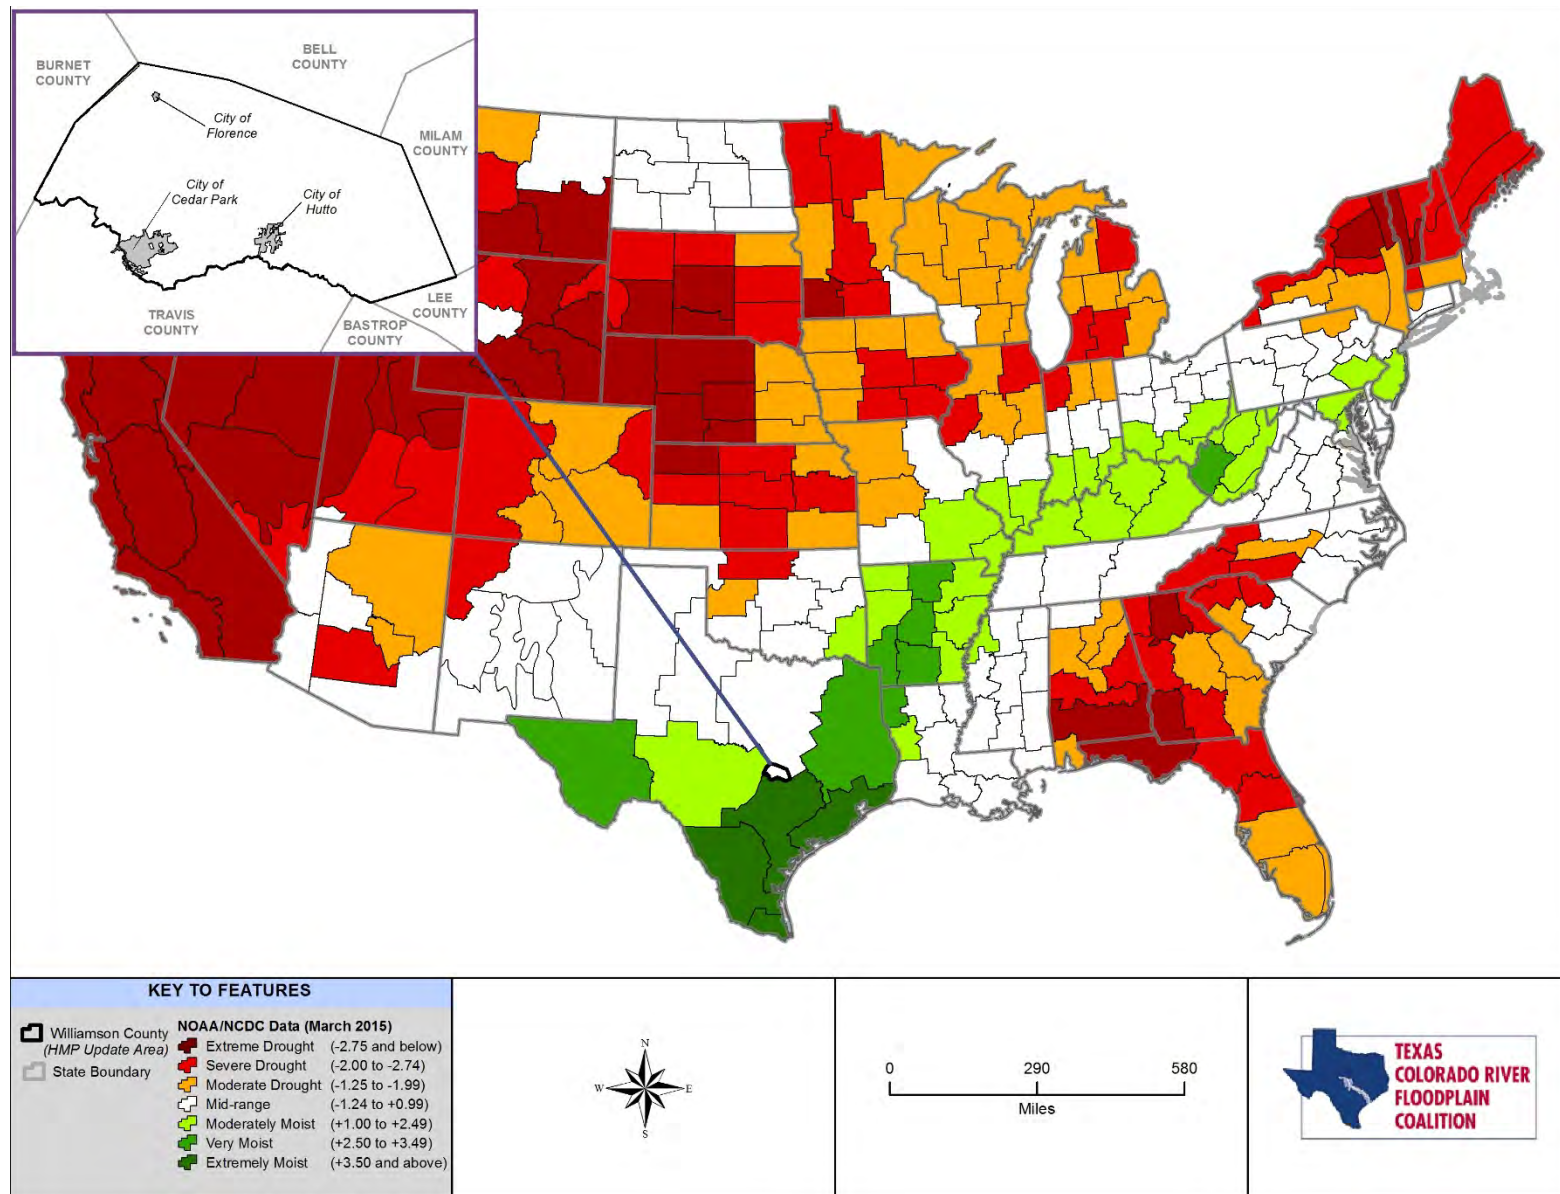 BURNET
COUNTY
BELL
COUNTY
MILAM
COUNTY
City of
Florence
City of
Cedar Park
City of
Hutto
TRAVIS
COUNTY
BASTROP
COUNTY
LEE
COUNTY
KEY TO FEATURES
Williamson County
(HMP Update Area)
State Boundary
NOAA/NCDC Data (March 2015)
Extreme Drought (-2.75 and below)
Severe Drought (-2.00 to -2.74)
Moderate Drought (-1.25 to -1.99)
Mid-range (-1.24 to +0.99)
Moderately Moist (+1.00 to +2.49)
Very Moist (+2.50 to +3.49)
Extremely Moist (+3.50 and above)
N
W E
S
0 290 580
Miles
TEXAS
COLORADO RIVER
FLOODPLAIN
COALITION